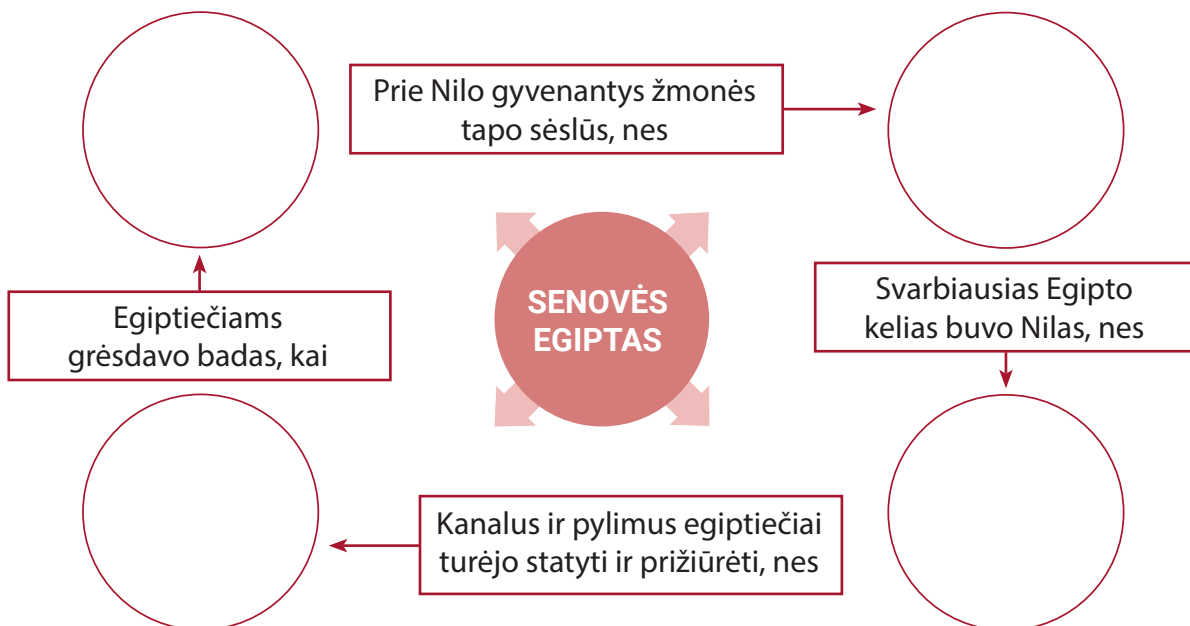 Prie Nilo gyvenantys žmonės
tapo sėslūs, nes
SENOVĖS
EGIPTAS
Egiptiečiams
grėsdavo badas, kai
Svarbiausias Egipto
kelias buvo Nilas, nes
Kanalus ir pylimus egiptiečiai
turėjo statyti ir prižiūrėti, nes